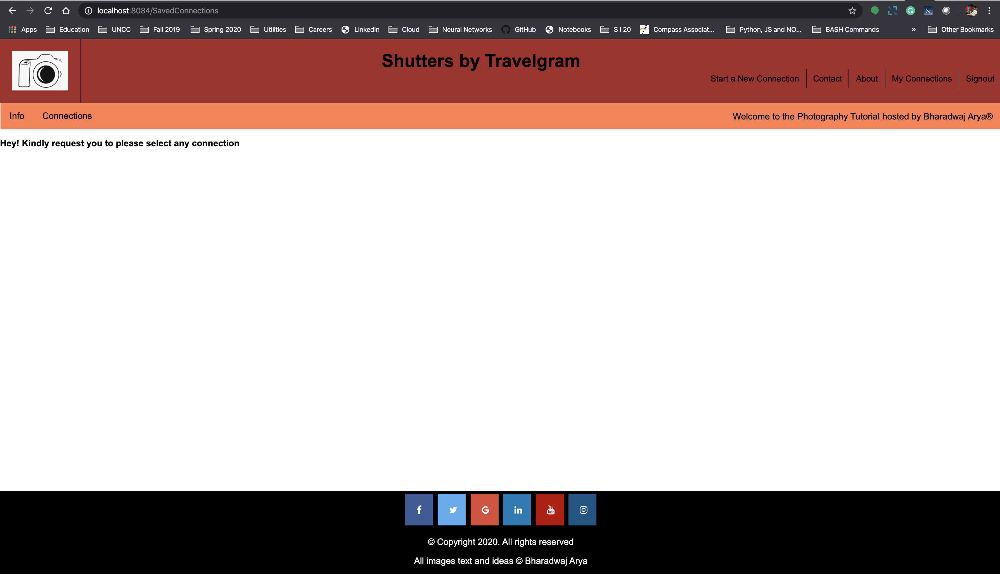 localhost:8084/SavedConnections
Apps Education UNCC Fall 2019 Spring 2020 Utilities Careers LinkedIn Cloud Neural Networks GitHub Notebooks S I 20 Compass Associat... Python, JS and NO... BASH Commands » Other Bookmarks
Shutters by Travelgram
Start a New Connection Contact About My Connections Signout
Info Connections Welcome to the Photography Tutorial hosted by Bharadwaj Arya®
Hey! Kindly request you to please select any connection
f G in You Tube
© Copyright 2020. All rights reserved
All images text and ideas © Bharadwaj Arya